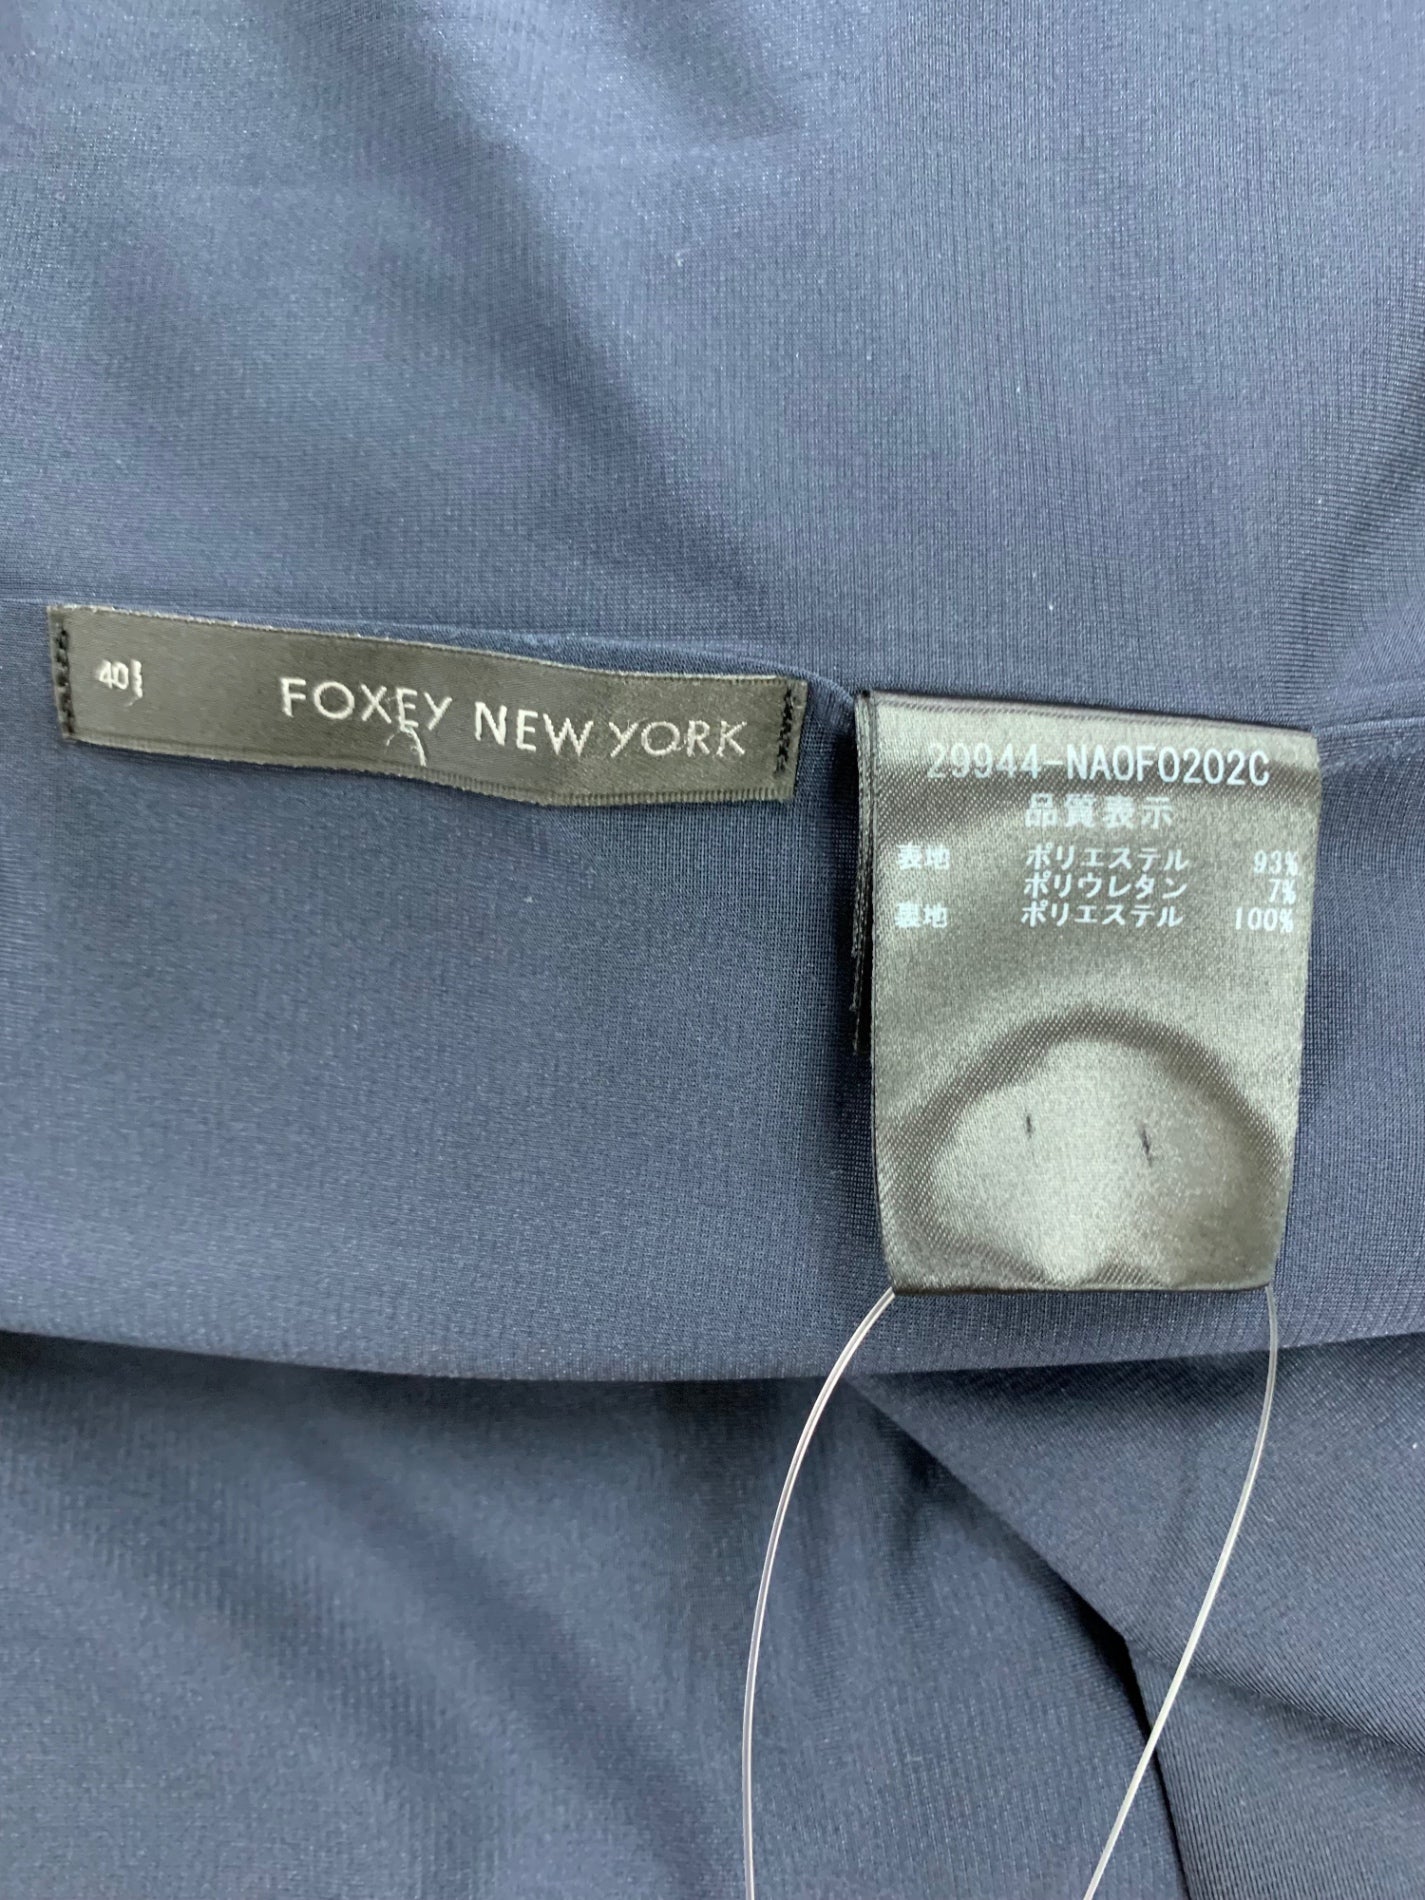 40
FOXEY NEW YORK
29944-NA0F0202C
品質表示
表地 ポリエステル 93%
ポリウレタン 7%
裏地 ポリエステル 100%